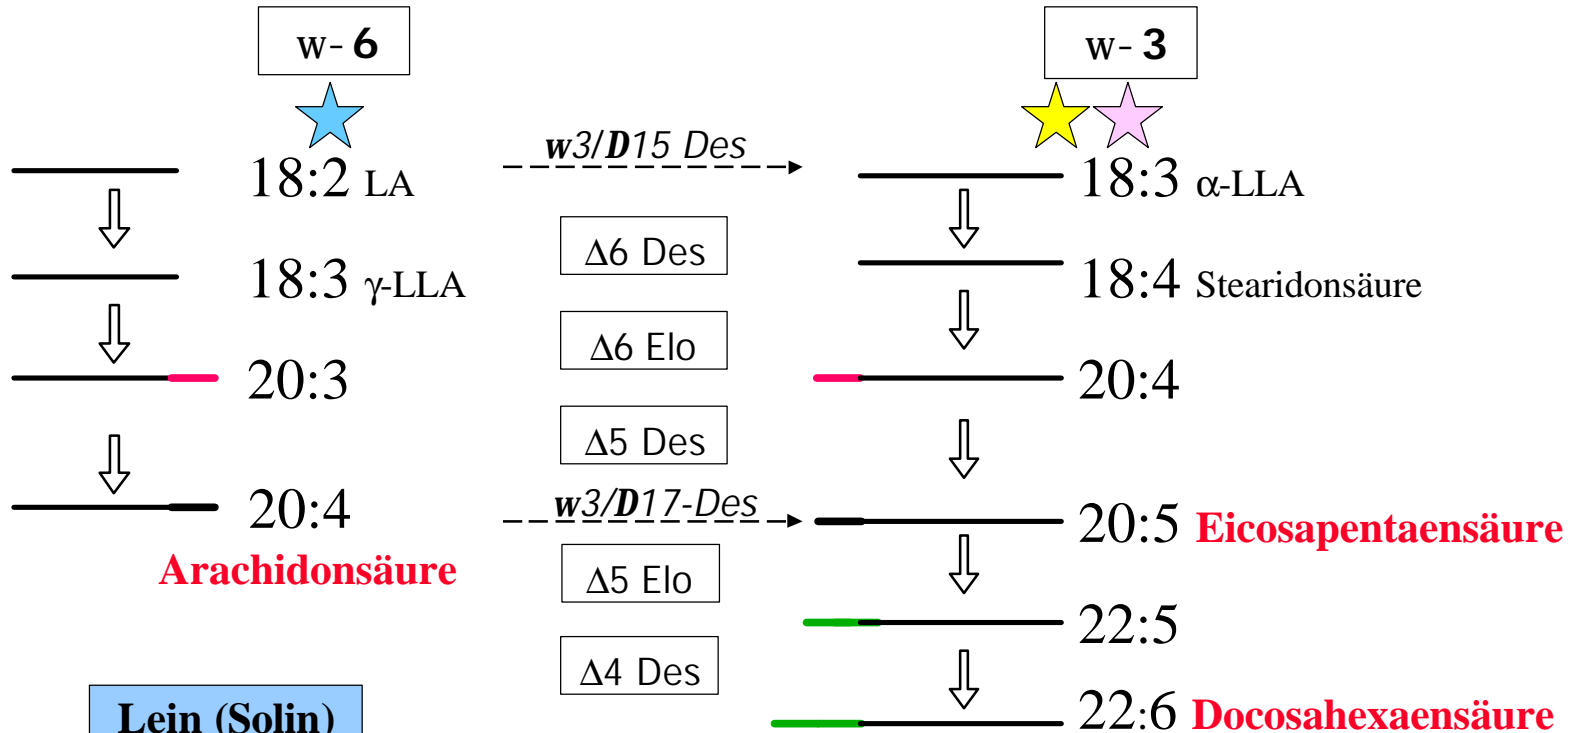 w- 6
w- 3
w3/D15 Des
18:2 LA
18:3 α-LLA
Δ6 Des
18:3 γ-LLA
18:4 Stearidonsäure
Δ6 Elo
20:3
20:4
Δ5 Des
20:4
w3/D17-Des
20:5 Eicosapentaensäure
Arachidonsäure
Δ5 Elo
22:5
Δ4 Des
Lein (Solin)
22:6 Docosahexaensäure